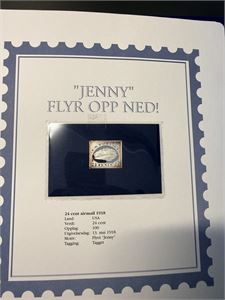 "JENNY"
FLYR OPP NED!
24 cent airmail 1918
Land: USA
Verdi: 24 cent
Opplag: 100
Utgivelsesdag: 13. mai 1918
Motiv: Flyet "Jenny"
Tagging: Tagget